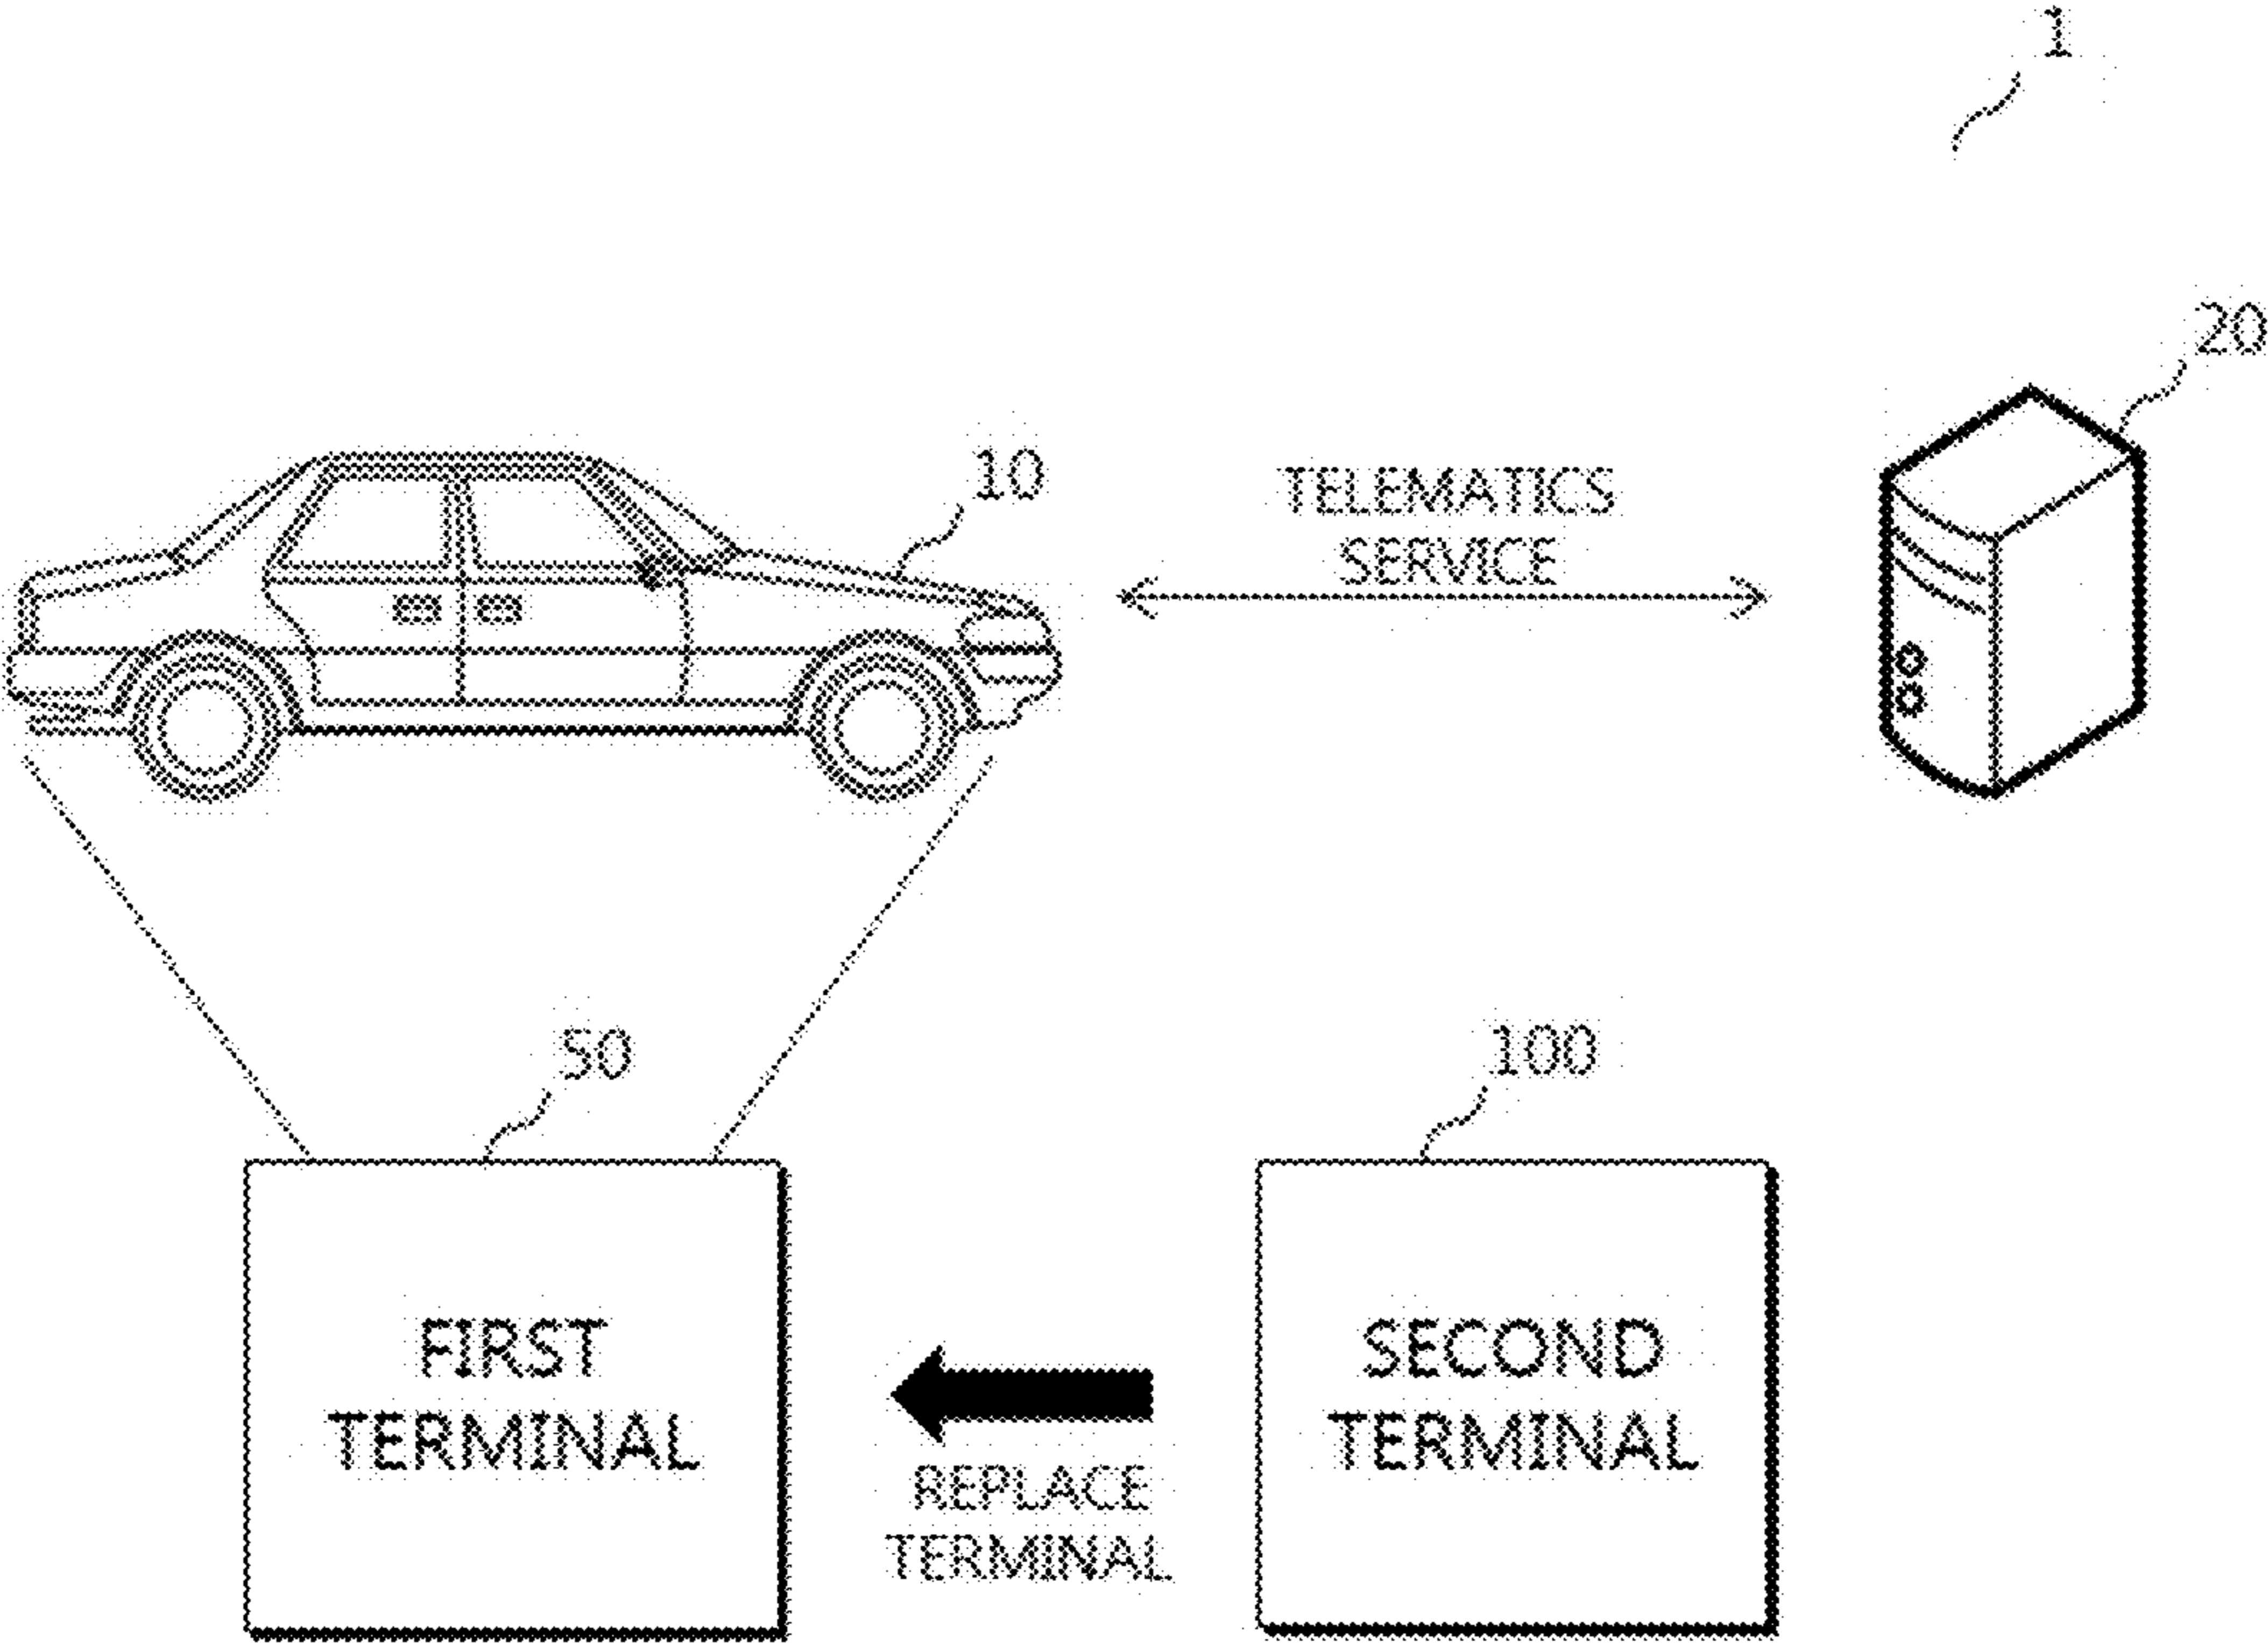 1
20
10
TELEMATICS
SERVICE
50
100
FIRST
TERMINAL
SECOND
TERMINAL
REPLACE
TERMINAL